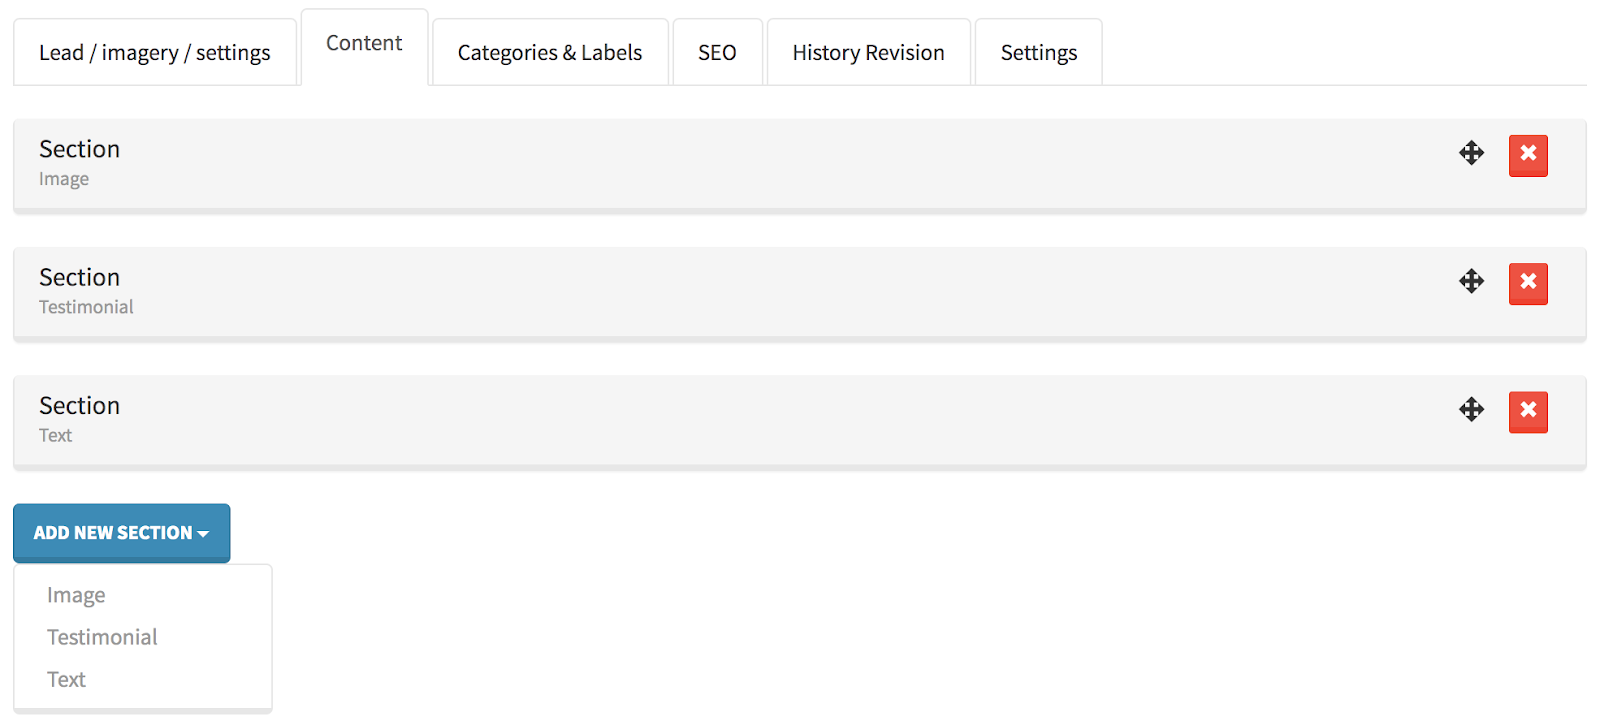 Lead / imagery / settings
Content
Categories & Labels
SEO
History Revision
Settings
Section
Image
Section
Testimonial
Section
Text
ADD NEW SECTION
Image
Testimonial
Text